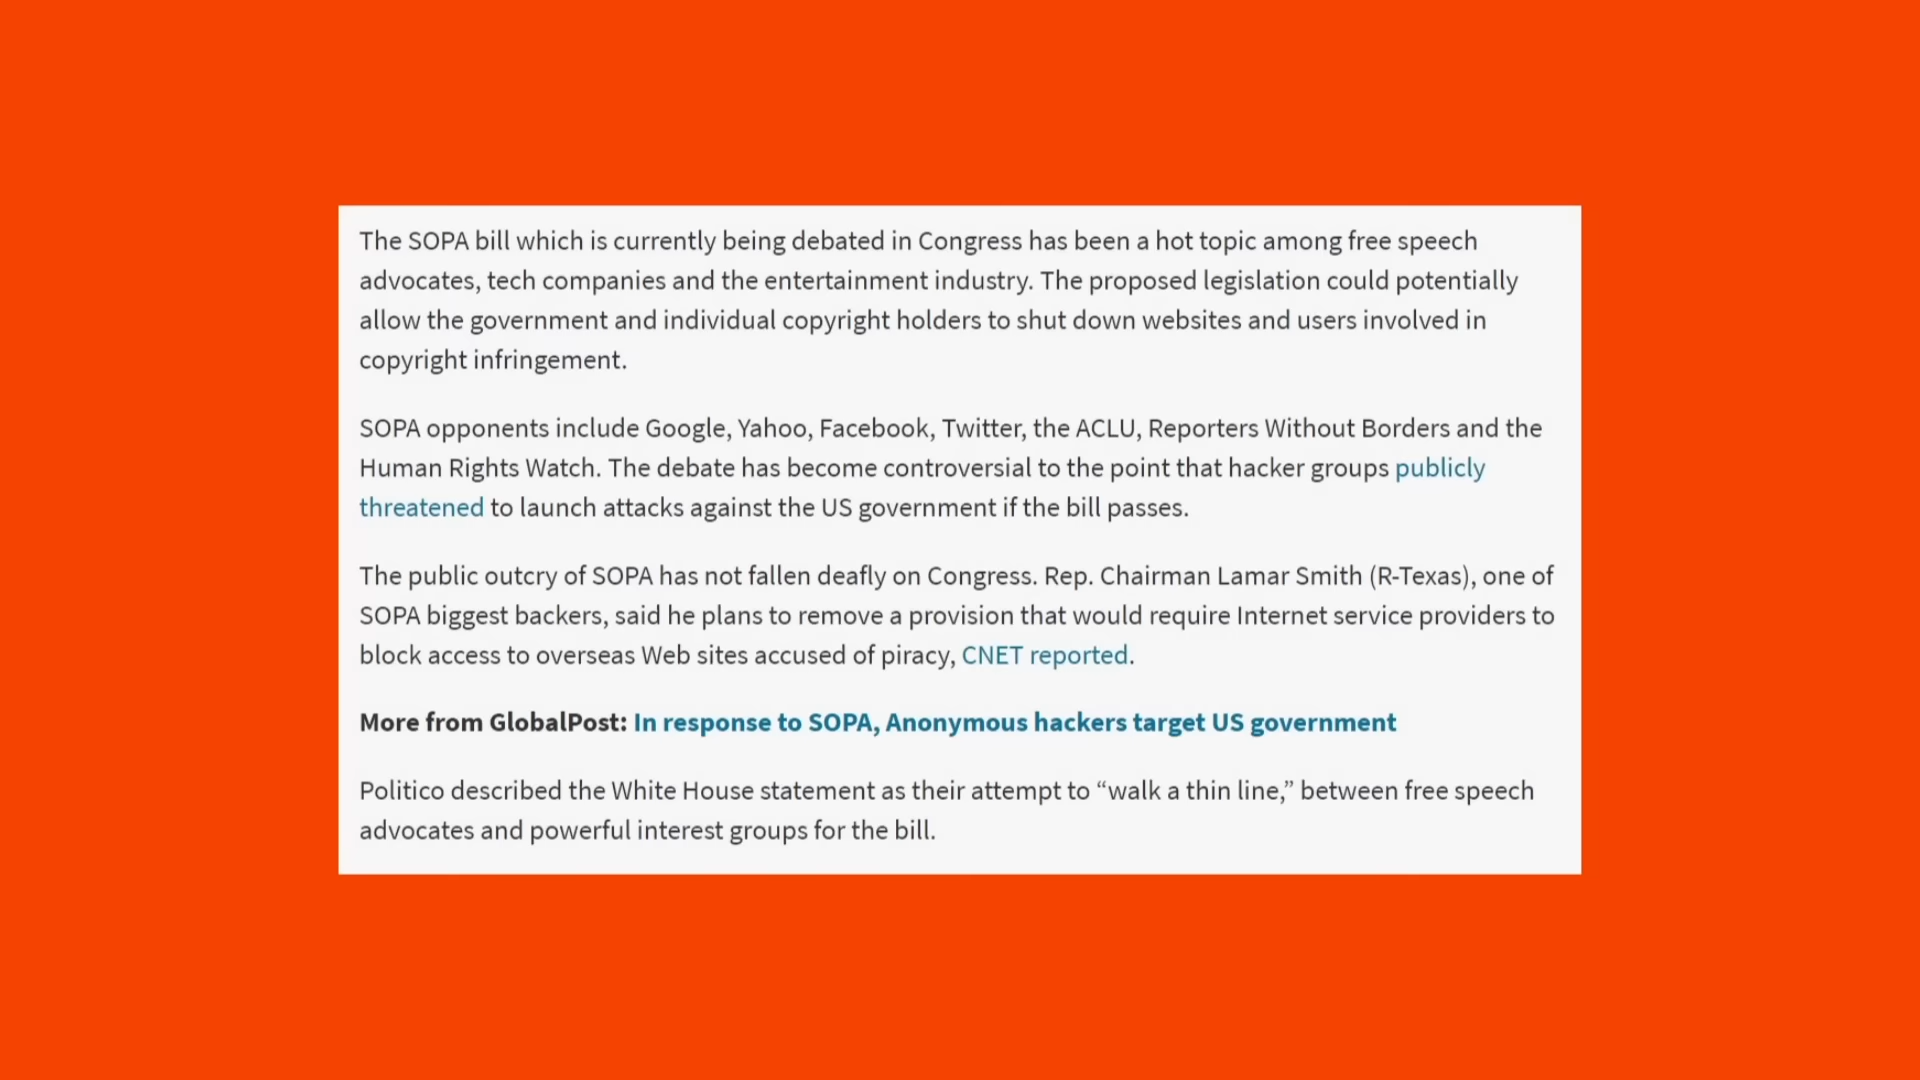 The SOPA bill which is currently being debated in Congress has been a hot topic among free speech
advocates, tech companies and the entertainment industry. The proposed legislation could potentially
allow the government and individual copyright holders to shut down websites and users involved in
copyright infringement.
SOPA opponents include Google, Yahoo, Facebook, Twitter, the ACLU, Reporters Without Borders and the
Human Rights Watch. The debate has become controversial to the point that hacker groups publicly
threatened to launch attacks against the US government if the bill passes.
The public outcry of SOPA has not fallen deafly on Congress. Rep. Chairman Lamar Smith (R-Texas), one of
SOPA biggest backers, said he plans to remove a provision that would require Internet service providers to
block access to overseas Web sites accused of piracy, CNET reported.
More from GlobalPost: In response to SOPA, Anonymous hackers target US government
Politico described the White House statement as their attempt to “walk a thin line,” between free speech
advocates and powerful interest groups for the bill.